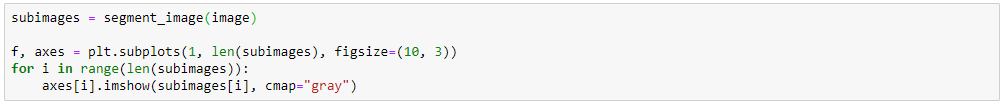 subimages = segment_image(image)

f, axes = plt.subplots(1, len(subimages), figsize=(10, 3))
for i in range(len(subimages)):
    axes[i].imshow(subimages[i], cmap="gray")